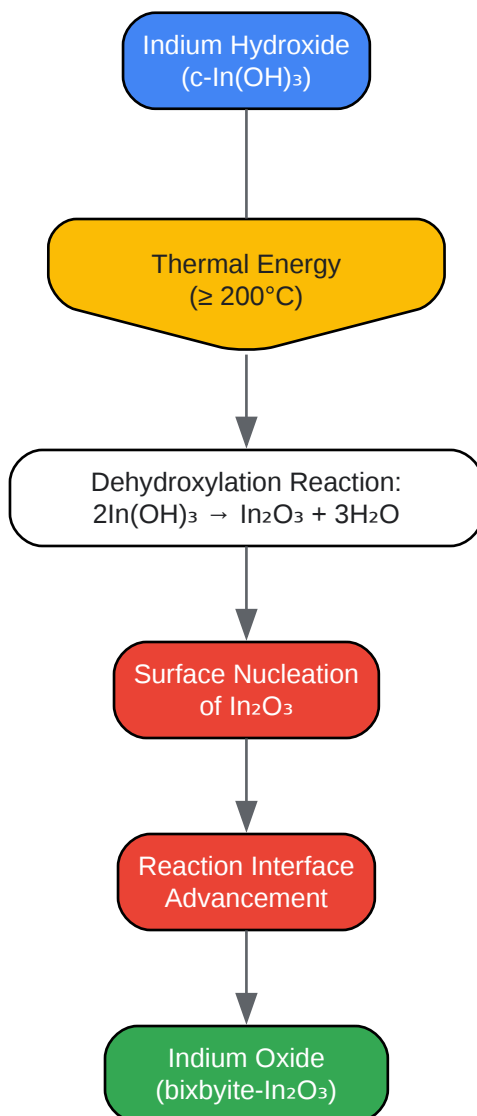 Indium Hydroxide
(c-In(OH)₃)
Thermal Energy
(≥ 200°C)
Dehydroxylation Reaction:
2In(OH)₃ → In₂O₃ + 3H₂O
Surface Nucleation
of In₂O₃
Reaction Interface
Advancement
Indium Oxide
(bixbyite-In₂O₃)